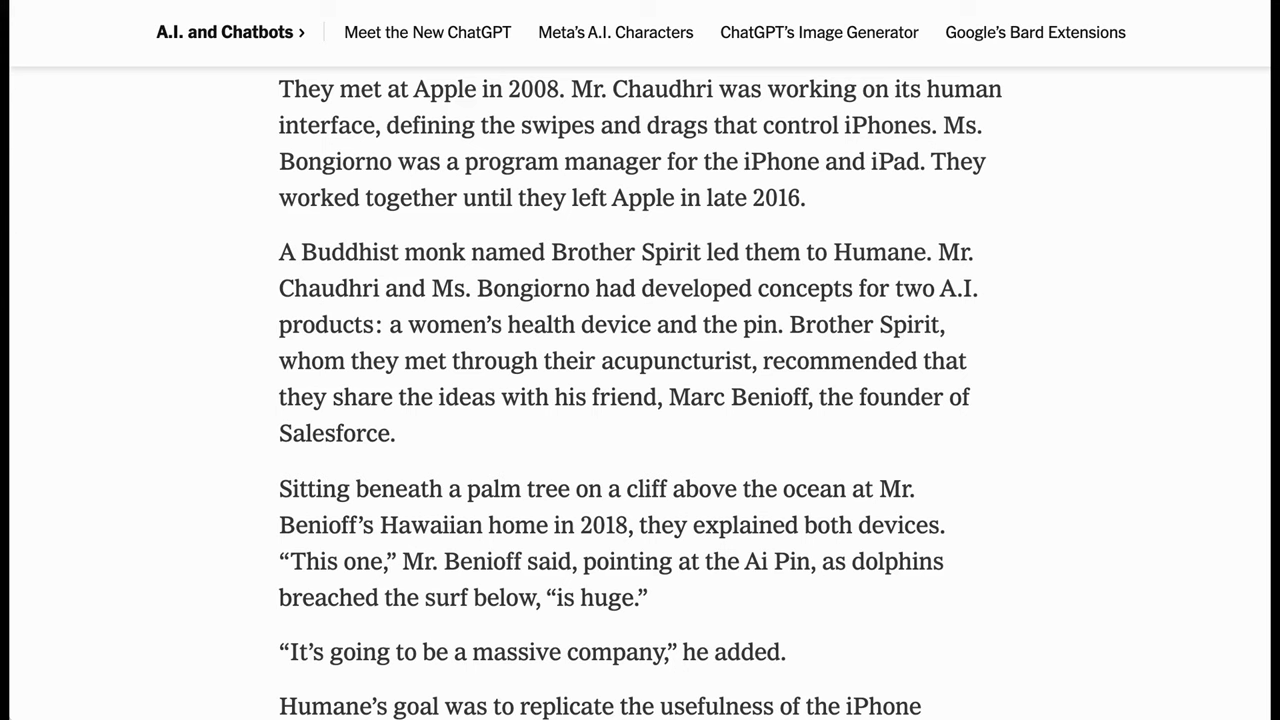 A.I. and Chatbots › Meet the New ChatGPT Meta's A.I. Characters ChatGPT's Image Generator Google's Bard Extensions
They met at Apple in 2008. Mr. Chaudhri was working on its human
interface, defining the swipes and drags that control iPhones. Ms.
Bongiorno was a program manager for the iPhone and iPad. They
worked together until they left Apple in late 2016.
A Buddhist monk named Brother Spirit led them to Humane. Mr.
Chaudhri and Ms. Bongiorno had developed concepts for two A.I.
products: a women's health device and the pin. Brother Spirit,
whom they met through their acupuncturist, recommended that
they share the ideas with his friend, Marc Benioff, the founder of
Salesforce.
Sitting beneath a palm tree on a cliff above the ocean at Mr.
Benioff's Hawaiian home in 2018, they explained both devices.
“This one,” Mr. Benioff said, pointing at the Ai Pin, as dolphins
breached the surf below, “is huge.”
“It's going to be a massive company,” he added.
Humane's goal was to replicate the usefulness of the iPhone